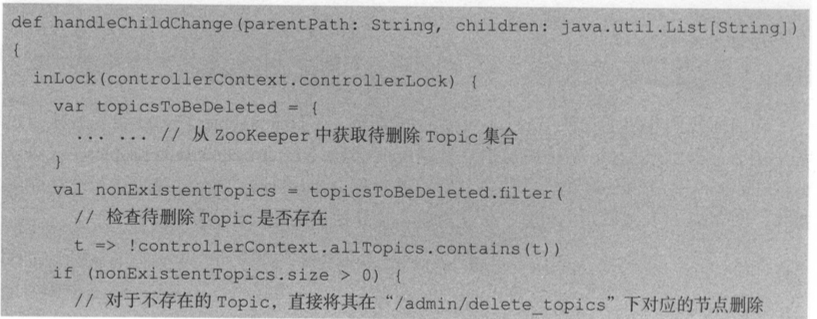 def handleChildChange(parentPath: String, children: java.util.List[String])
{
  inLock(controllerContext.controllerLock) {
    var topicsToBeDeleted = {
      ... ... // 从 ZooKeeper 中获取待删除 Topic 集合
    }
    val nonExistentTopics = topicsToBeDeleted.filter(
      // 检查待删除 Topic 是否存在
      t => !controllerContext.allTopics.contains(t))
    if (nonExistentTopics.size > 0) {
      // 对于不存在的 Topic，直接将其在“/admin/delete_topics”下对应的节点删除